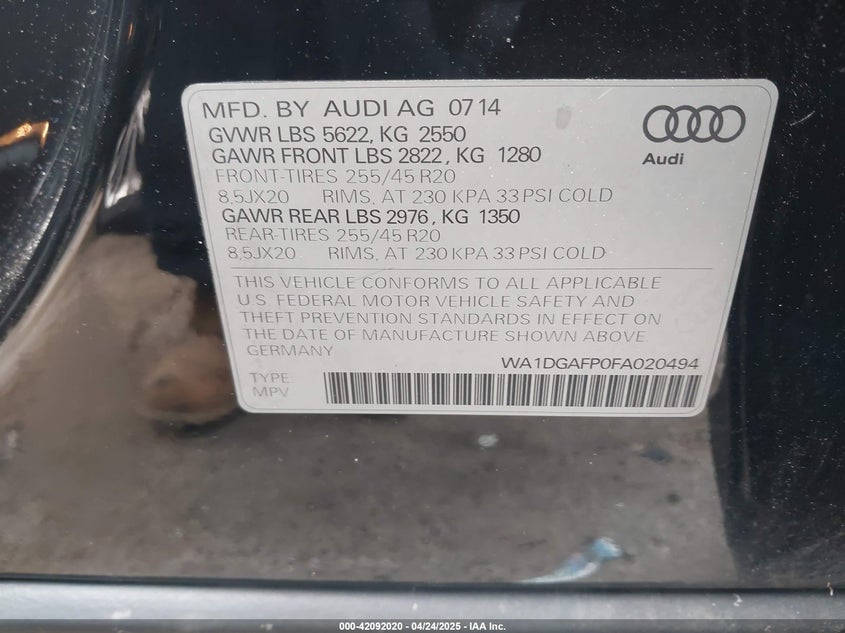 MFD. BY AUDI AG 07 14
GVWR LBS 5622, KG 2550
GAWR FRONT LBS 2822, KG 1280
FRONT-TIRES 255/45 R20
8,5JX20 RIMS, AT 230 KPA 33 PSI COLD
GAWR REAR LBS 2976, KG 1350
REAR-TIRES 255/45 R20
8,5JX20 RIMS, AT 230 KPA 33 PSI COLD
Audi
THIS VEHICLE CONFORMS TO ALL APPLICABLE
U.S. FEDERAL MOTOR VEHICLE SAFETY AND
THEFT PREVENTION STANDARDS IN EFFECT ON
THE DATE OF MANUFACTURE SHOWN ABOVE.
GERMANY
WA1DGAFP0FA020494
TYPE
MPV
000-42092020 - 04/24/2025 - IAA Inc.